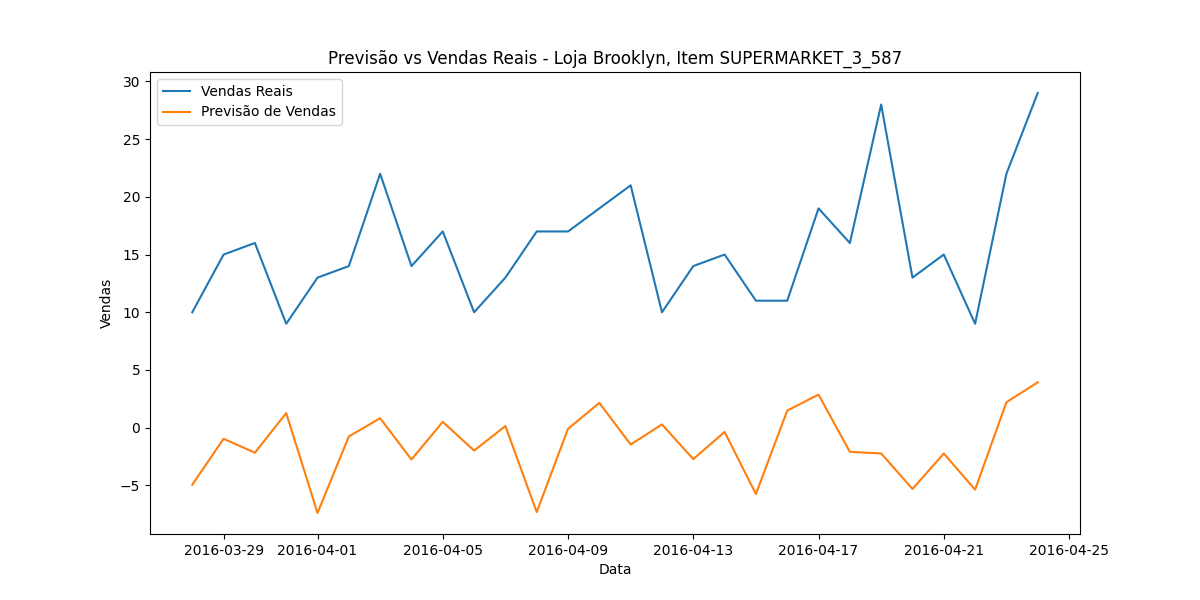 Previsão vs Vendas Reais - Loja Brooklyn, Item SUPERMARKET_3_587
Vendas Reais
Previsão de Vendas
30
25
20
15
10
5
0
−5
Vendas
2016-03-29 2016-04-01 2016-04-05 2016-04-09 2016-04-13 2016-04-17 2016-04-21 2016-04-25
Data